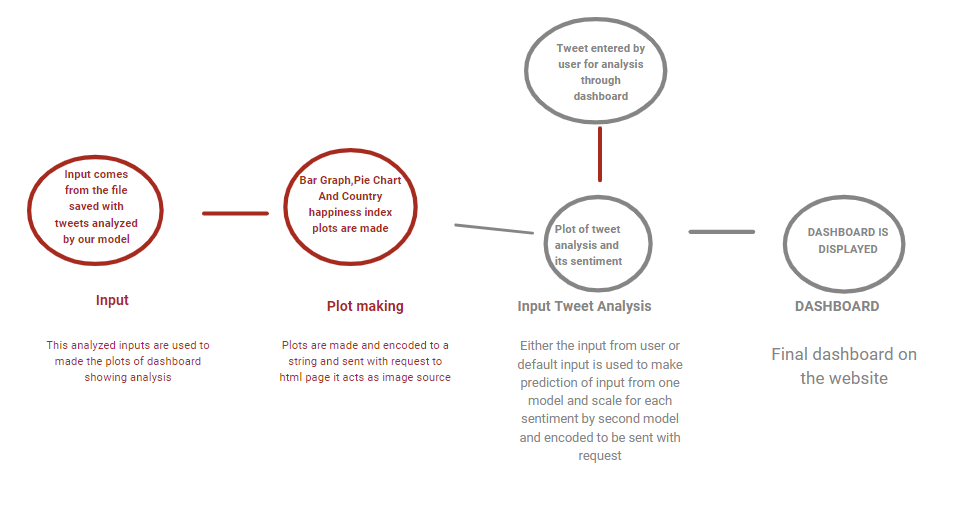 Tweet entered by
user for analysis
through
dashboard
Input comes
from the file
saved with
tweets analyzed
by our model
Bar Graph,Pie Chart
And Country
happiness index
plots are made
Plot of tweet
analysis and
its sentiment
DASHBOARD IS
DISPLAYED
Input
Plot making
Input Tweet Analysis
DASHBOARD
This analyzed inputs are used to
made the plots of dashboard
showing analysis
Plots are made and encoded to a
string and sent with request to
html page it acts as image source
Either the input from user or
default input is used to make
prediction of input from one
model and scale for each
sentiment by second model
and encoded to be sent with
request
Final dashboard on
the website